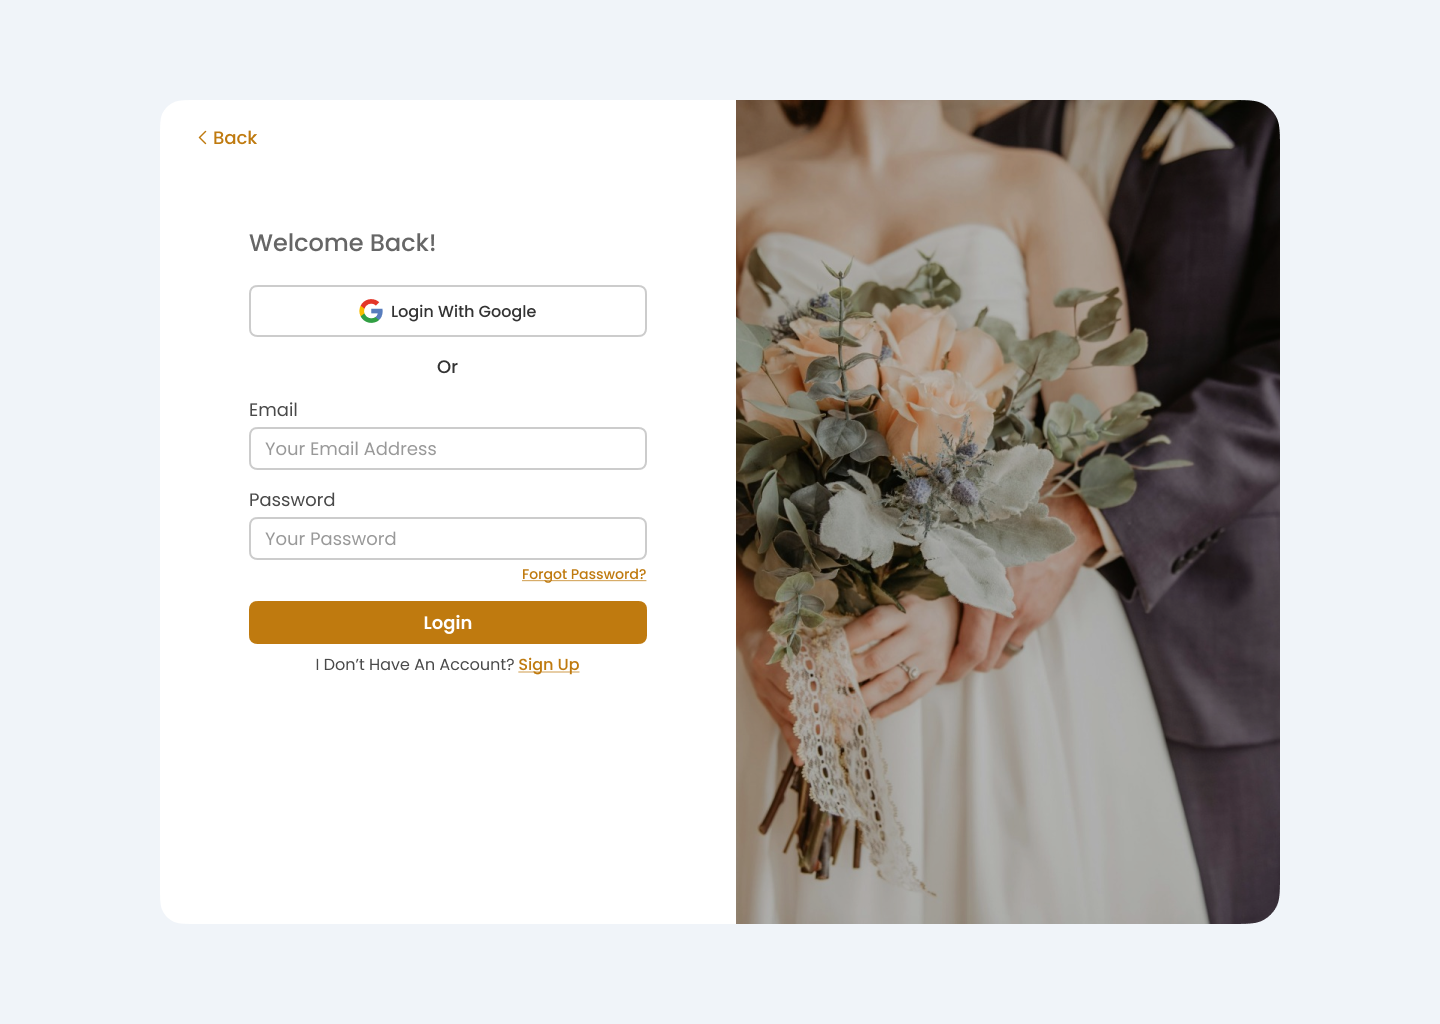 Back
Welcome Back!
Login With Google
Or
Email
Your Email Address
Password
Your Password
Forgot Password?
Login
I Don’t Have An Account? Sign Up